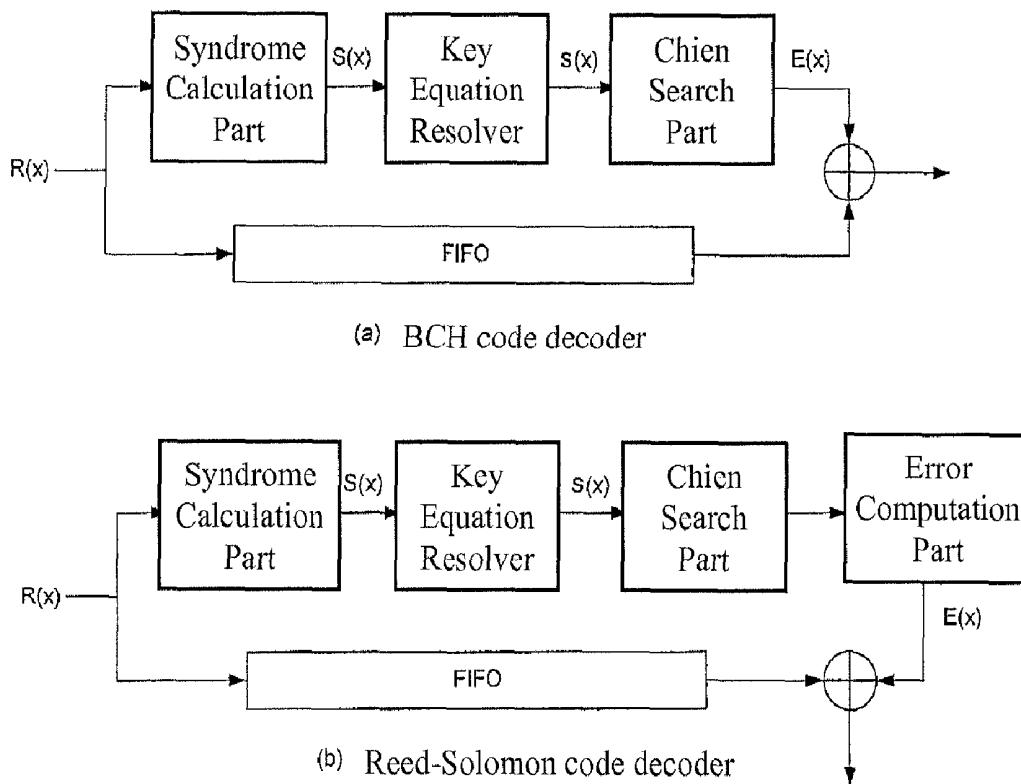 Syndrome
Calculation
Part
S(x)
Key
Equation
Resolver
s(x)
Chien
Search
Part
E(x)
R(x)
FIFO
(a) BCH code decoder
Syndrome
Calculation
Part
S(x)
Key
Equation
Resolver
S(x)
Chien
Search
Part
Error
Computation
Part
R(x)
E(x)
FIFO
(b) Reed-Solomon code decoder